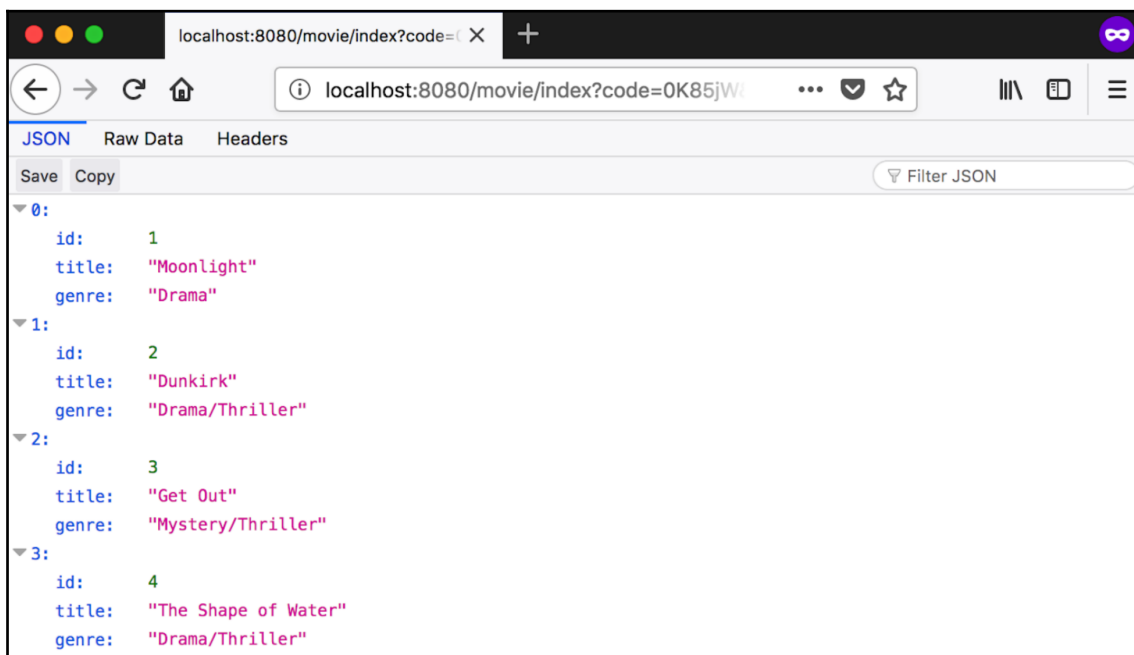 localhost:8080/movie/index?code=
localhost:8080/movie/index?code=0K85jW
JSON Raw Data Headers
Save Copy Filter JSON
0:
id: 1
title: "Moonlight"
genre: "Drama"
1:
id: 2
title: "Dunkirk"
genre: "Drama/Thriller"
2:
id: 3
title: "Get Out"
genre: "Mystery/Thriller"
3:
id: 4
title: "The Shape of Water"
genre: "Drama/Thriller"